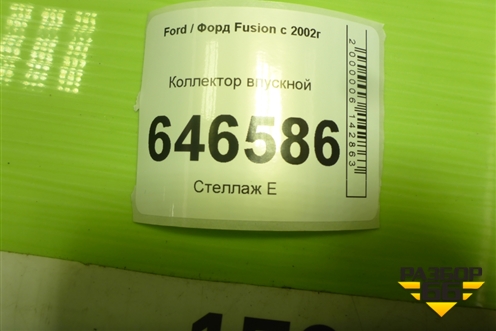 Ford / Форд Fusion с 2002г
Коллектор впускной
646586
Стеллаж Е
2000006142863
РАЗБОР